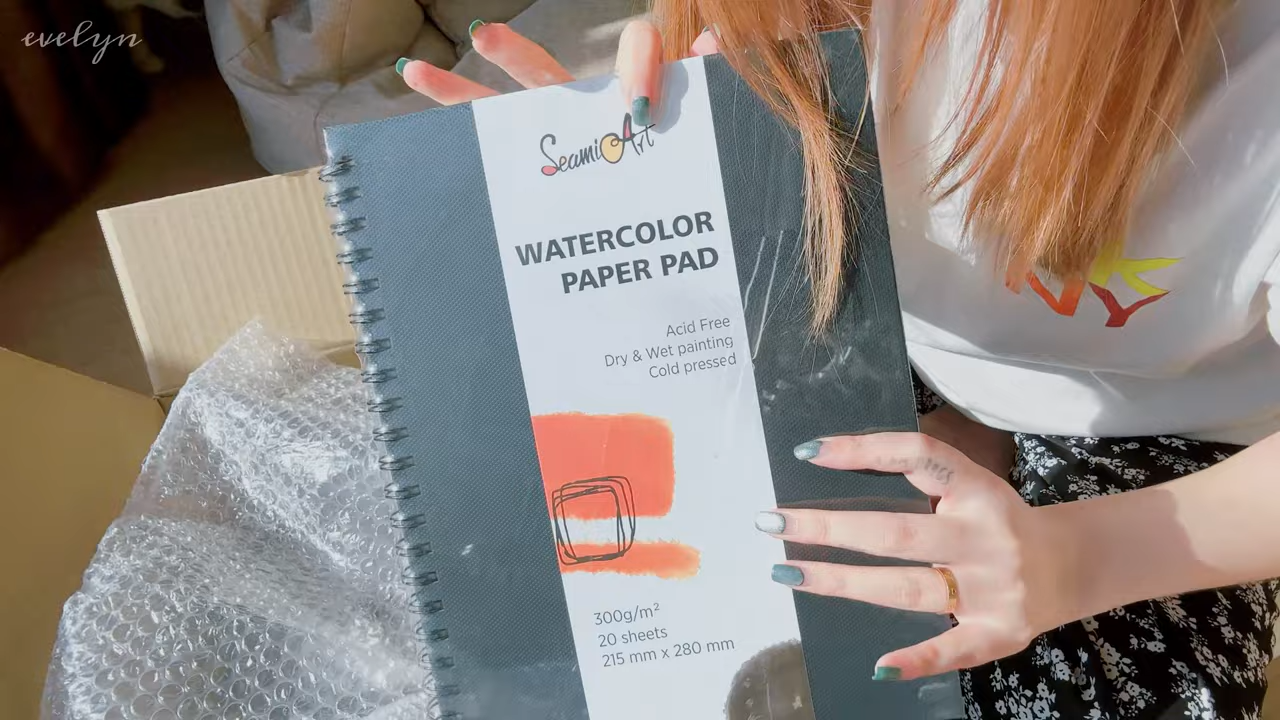 evelyn
SeamiArt
WATERCOLOR
PAPER PAD
Acid Free
Dry & Wet painting
Cold pressed
300g/m²
20 sheets
215 mm x 280 mm